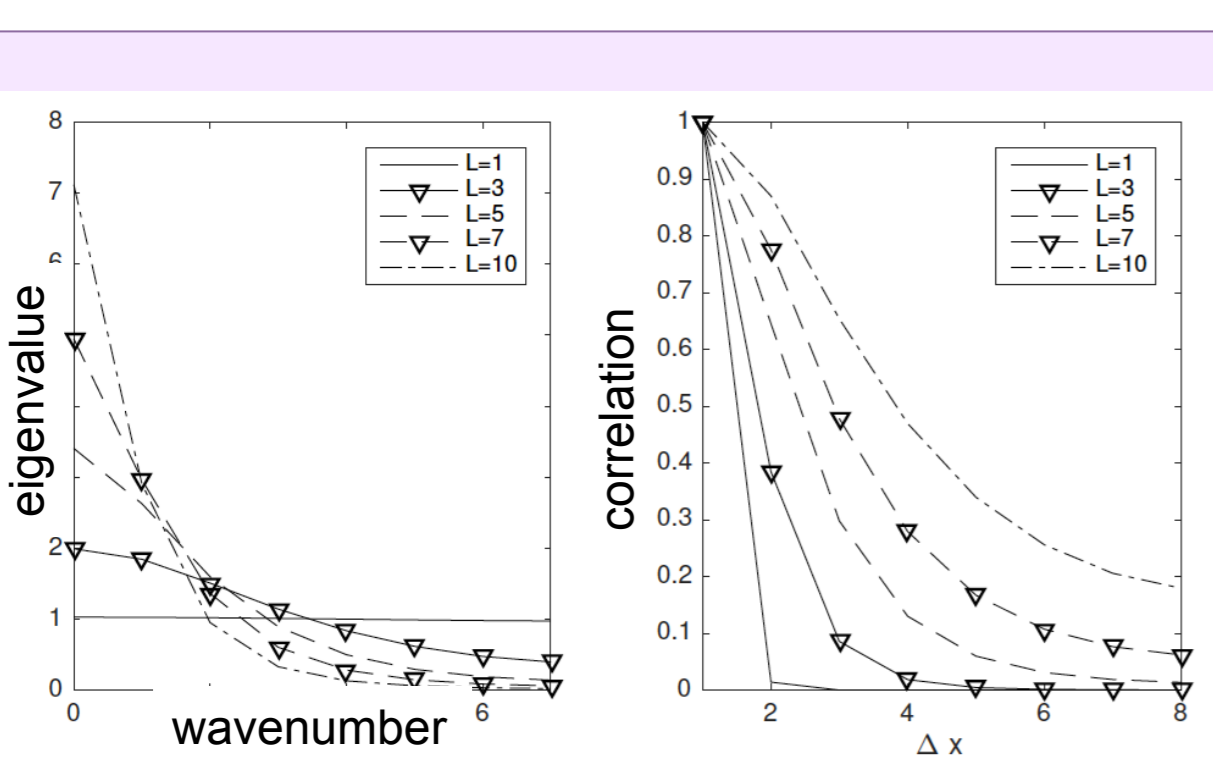 8
7
6
2
1
0
0
6
eigenvalue
wavenumber
L=1
L=3
L=5
L=7
L=10
1
0.9
0.8
0.7
0.6
0.5
0.4
0.3
0.2
0.1
0
2
4
6
8
correlation
Δ x
L=1
L=3
L=5
L=7
L=10